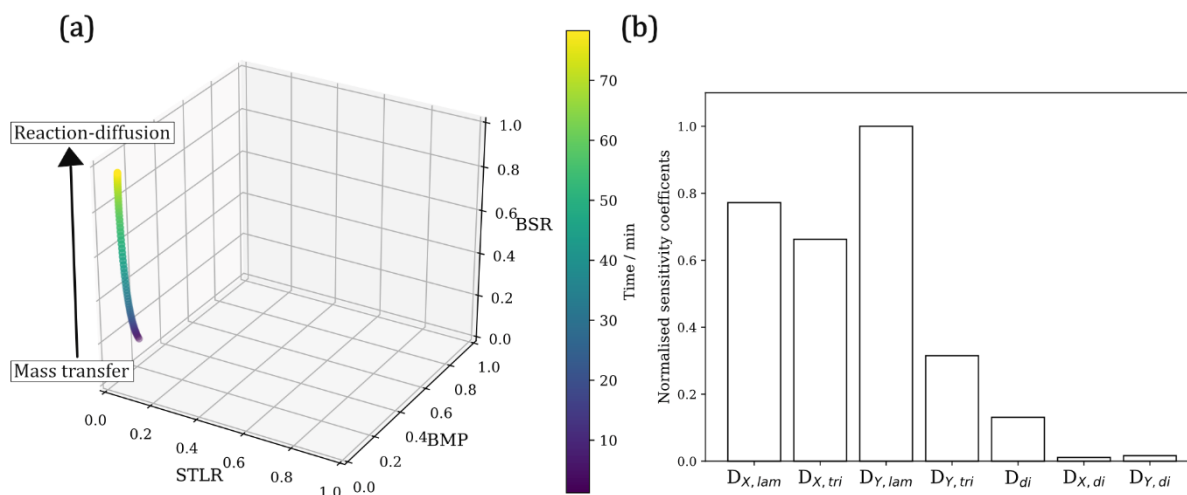 (a)
Reaction-diffusion
Mass transfer
0.0
0.2
0.4
0.6
0.8
1.0
STLR
0.0
0.2
0.4
0.6
0.8
1.0
BMP
1.0
0.8
0.6
0.4
0.2
0.0
BSR
70
60
50
40
30
20
10
Time / min
(b)
Normalised sensitivity coefficents
1.0
0.8
0.6
0.4
0.2
0.0
D_{X, lam}
D_{X, tri}
D_{Y, lam}
D_{Y, tri}
D_{di}
D_{X, di}
D_{Y, di}